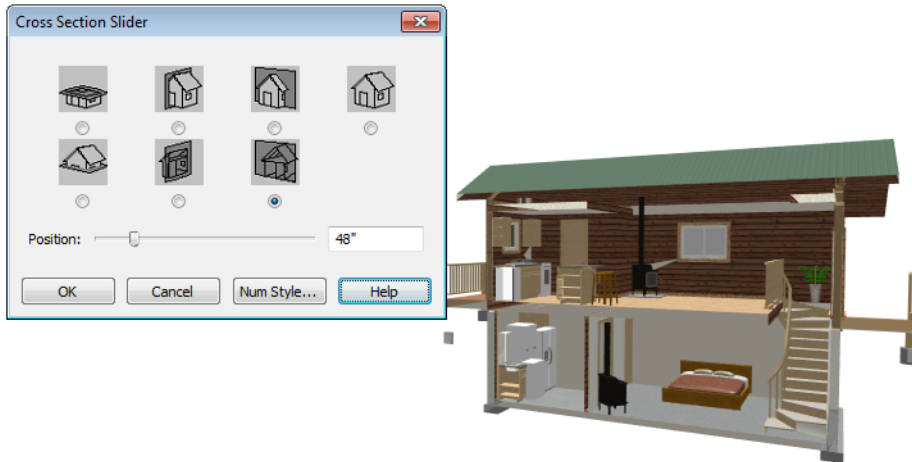 Cross Section Slider
Position:
48"
OK
Cancel
Num Style...
Help